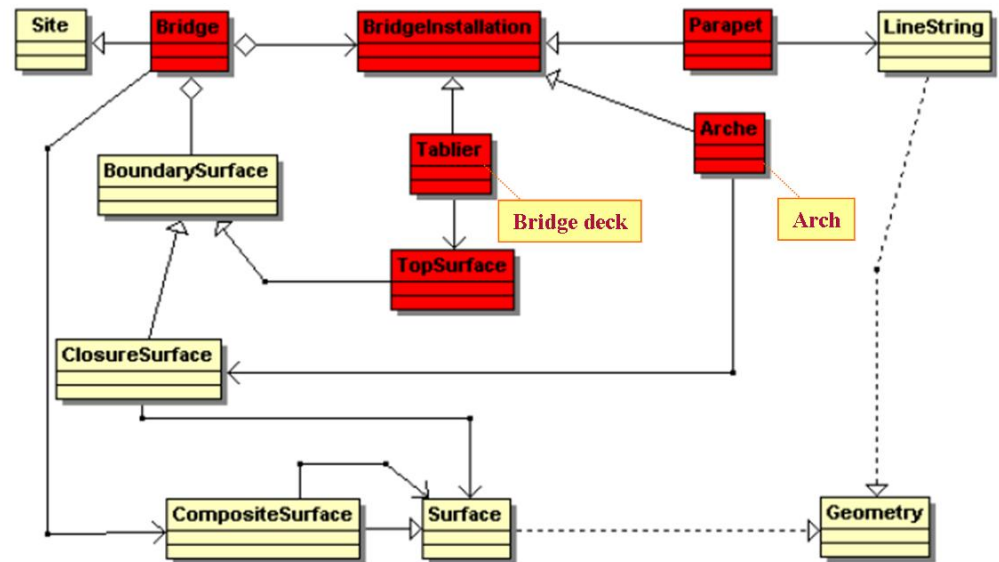 Site
Bridge
BridgeInstallation
Parapet
LineString
Arche
Tablier
BoundarySurface
Bridge deck
Arch
TopSurface
ClosureSurface
CompositeSurface
Surface
Geometry